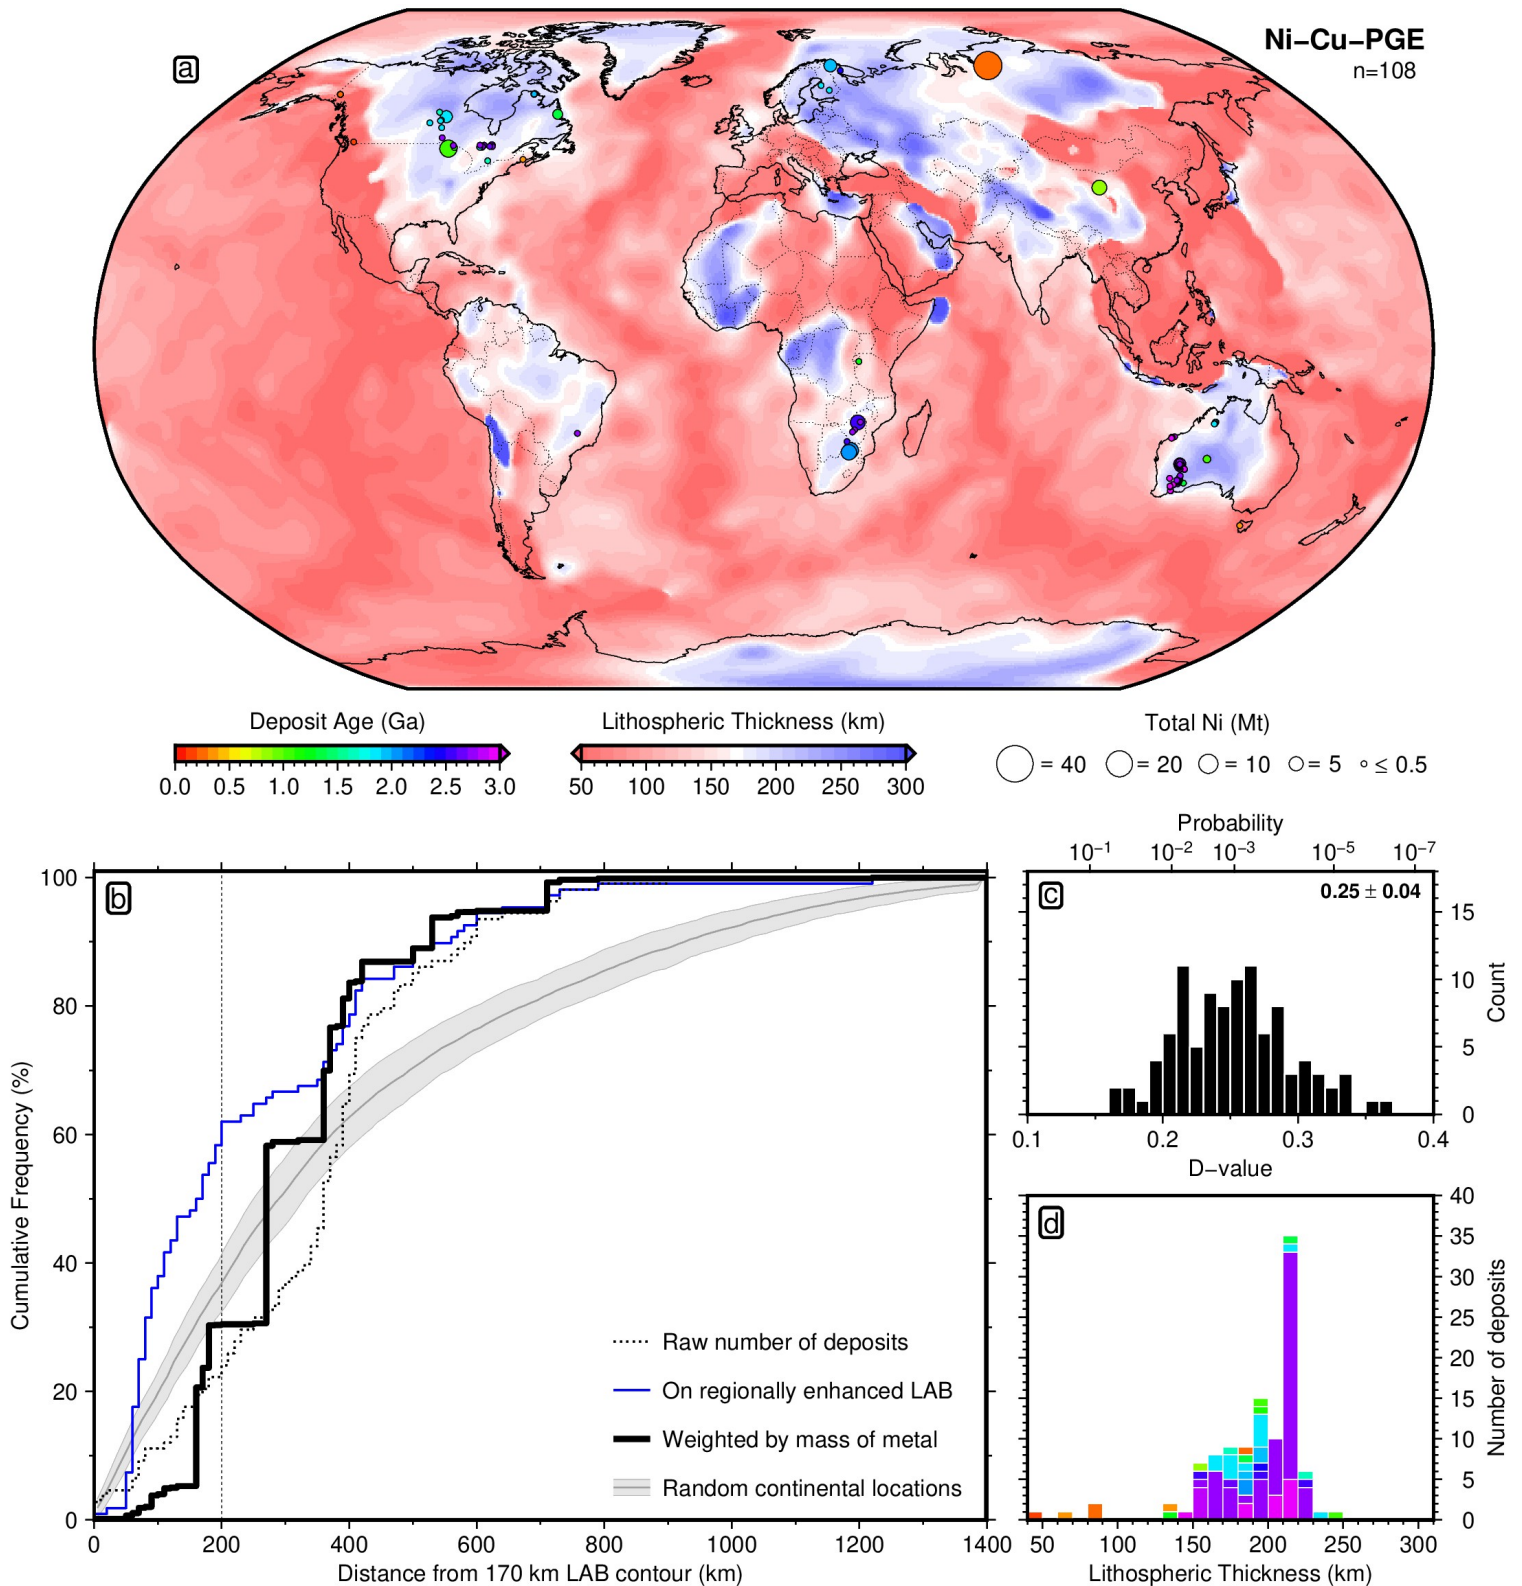 a
Ni–Cu–PGE
n=108
Deposit Age (Ga)
0.0 0.5 1.0 1.5 2.0 2.5 3.0
Lithospheric Thickness (km)
50 100 150 200 250 300
Total Ni (Mt)
= 40 = 20 = 10 = 5 ≤ 0.5
b
100
80
60
40
20
0
Cumulative Frequency (%)
0 200 400 600 800 1000 1200 1400
Distance from 170 km LAB contour (km)
Raw number of deposits
On regionally enhanced LAB
Weighted by mass of metal
Random continental locations
Probability
10−1 10−2 10−3 10−5 10−7
c
0.25 ± 0.04
15
10
5
0
Count
0.1 0.2 0.3 0.4
D−value
d
40
35
30
25
20
15
10
5
0
Number of deposits
50 100 150 200 250 300
Lithospheric Thickness (km)